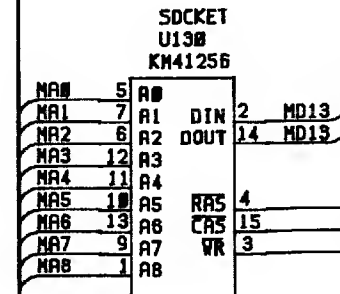 SOCKET
U130
KM41256
MA0 5 A0
MA1 7 A1 DIN 2 MD13
MA2 6 A2 DOUT 14 MD13
MA3 12 A3
MA4 11 A4
MA5 10 A5 RAS 4
MA6 13 A6 CAS 15
MA7 9 A7 WR 3
MA8 1 A8